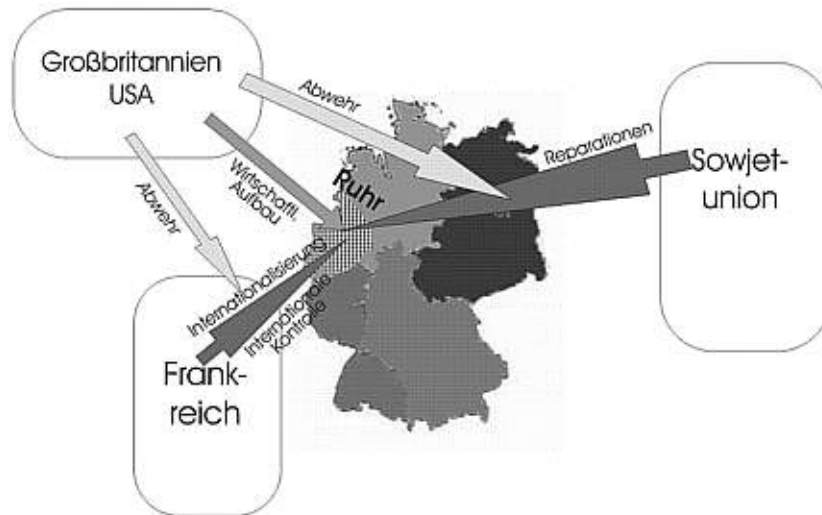 Großbritannien
USA
Abwehr
Abwehr
Wirtschaftl.
Aufbau
Ruhr
Reparationen
Sowjet-
union
Internationalisierung
Internationale
Kontrolle
Frank-
reich